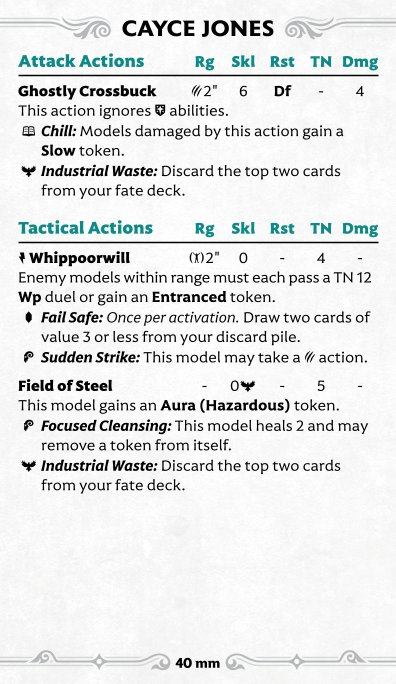 CAYCE JONES
Attack Actions Rg Skl Rst TN Dmg
Ghostly Crossbuck 2" 6 Df - 4
This action ignores abilities.
Chill: Models damaged by this action gain a
Slow token.
Industrial Waste: Discard the top two cards
from your fate deck.
Tactical Actions Rg Skl Rst TN Dmg
Whippoorwill 2" 0 - 4 -
Enemy models within range must each pass a TN 12
Wp duel or gain an Entranced token.
Fail Safe: Once per activation. Draw two cards of
value 3 or less from your discard pile.
Sudden Strike: This model may take a action.
Field of Steel - 0 - 5 -
This model gains an Aura (Hazardous) token.
Focused Cleansing: This model heals 2 and may
remove a token from itself.
Industrial Waste: Discard the top two cards
from your fate deck.
40 mm